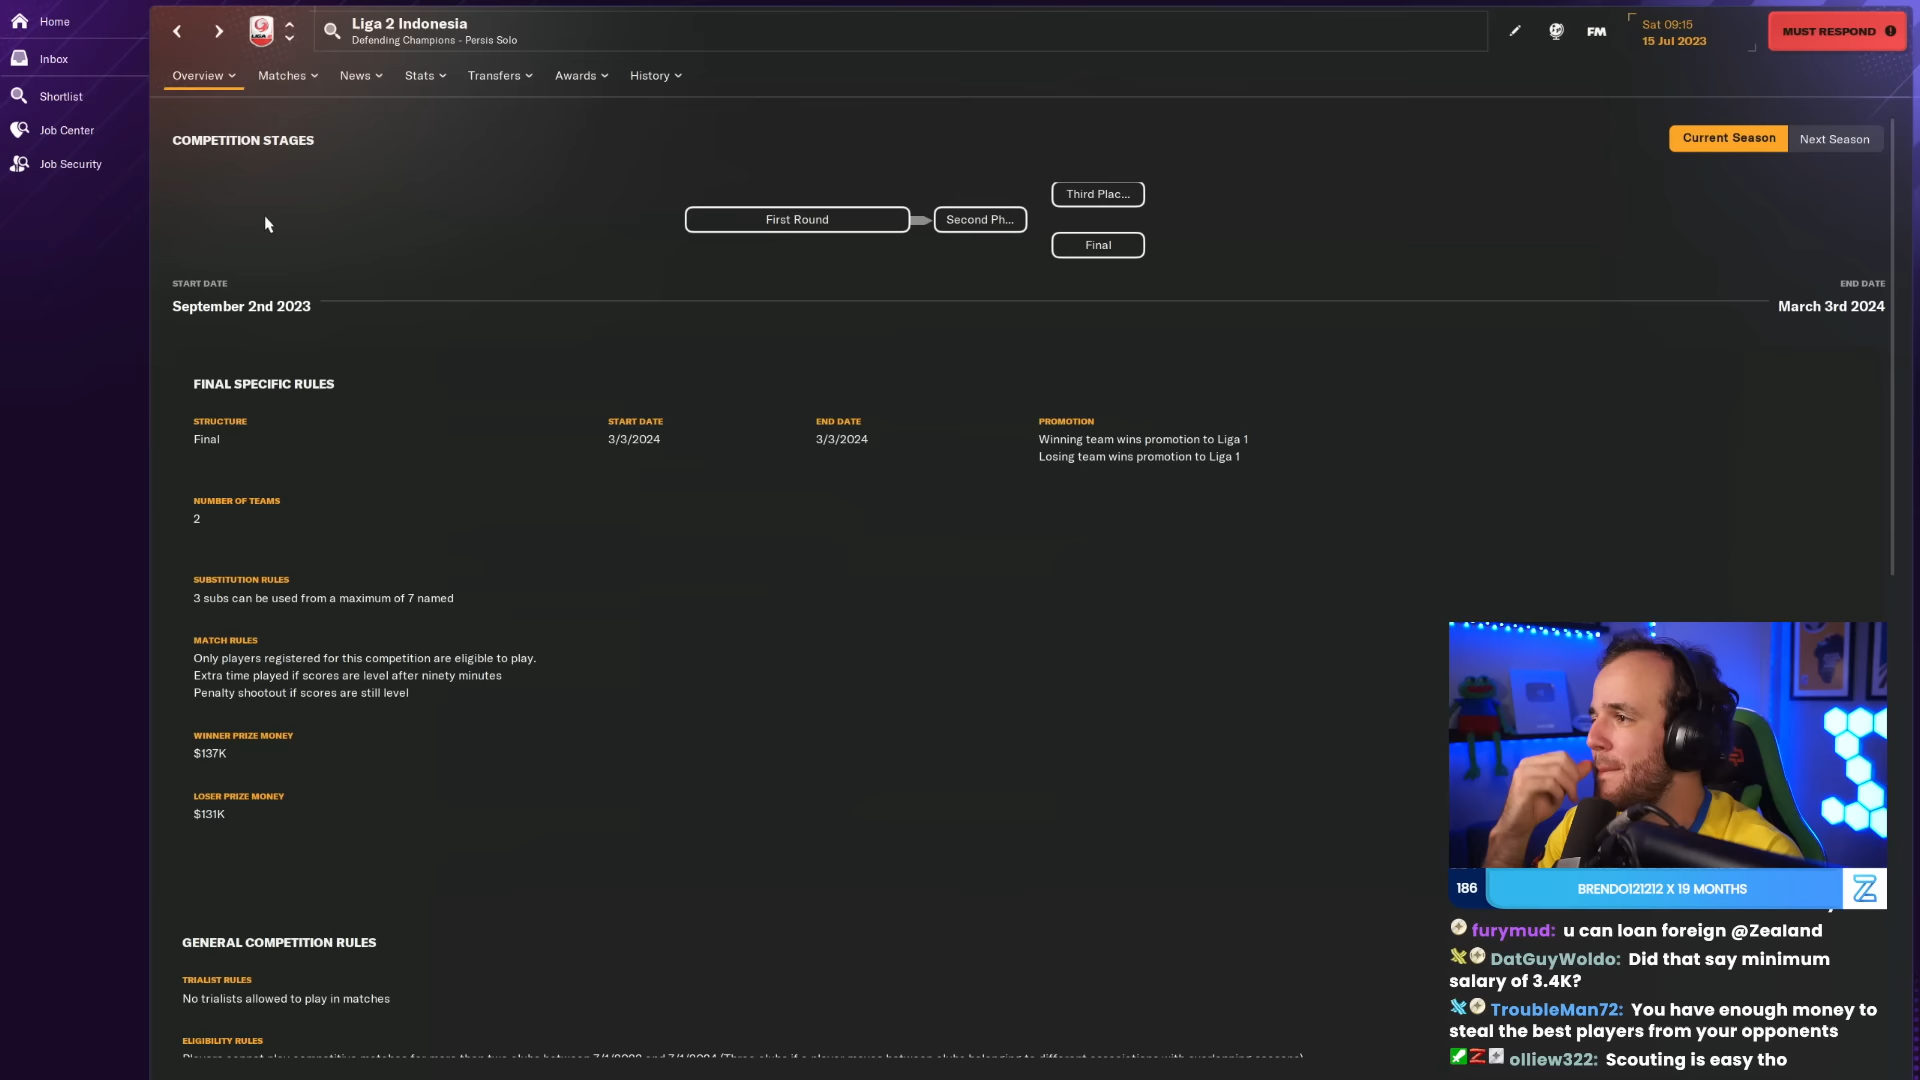 Home
Inbox
Shortlist
Job Center
Job Security
Liga 2 Indonesia
Defending Champions - Persis Solo
FM
Sat 09:15
15 Jul 2023
MUST RESPOND
Overview
Matches
News
Stats
Transfers
Awards
History
COMPETITION STAGES
Current Season
Next Season
First Round
Second Ph...
Third Plac...
Final
START DATE
September 2nd 2023
END DATE
March 3rd 2024
FINAL SPECIFIC RULES
STRUCTURE
Final
START DATE
3/3/2024
END DATE
3/3/2024
PROMOTION
Winning team wins promotion to Liga 1
Losing team wins promotion to Liga 1
NUMBER OF TEAMS
2
SUBSTITUTION RULES
3 subs can be used from a maximum of 7 named
MATCH RULES
Only players registered for this competition are eligible to play.
Extra time played if scores are level after ninety minutes
Penalty shootout if scores are still level
WINNER PRIZE MONEY
$137K
LOSER PRIZE MONEY
$131K
GENERAL COMPETITION RULES
TRIALIST RULES
No trialists allowed to play in matches
ELIGIBILITY RULES
186
BRENDO121212 X 19 MONTHS
Z
furymud: u can loan foreign @Zealand
DatGuyWoldo: Did that say minimum
salary of 3.4K?
TroubleMan72: You have enough money to
steal the best players from your opponents
olliew322: Scouting is easy tho